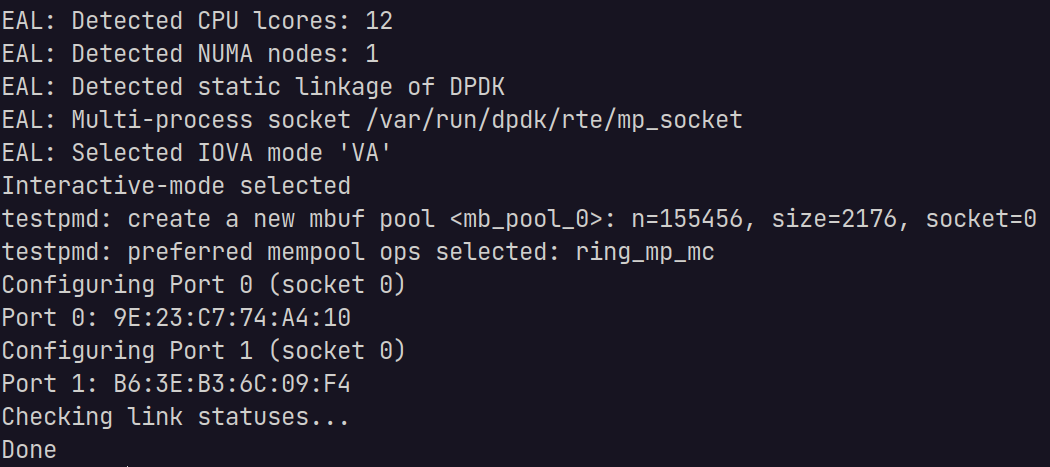 EAL: Detected CPU lcores: 12
EAL: Detected NUMA nodes: 1
EAL: Detected static linkage of DPDK
EAL: Multi-process socket /var/run/dpdk/rte/mp_socket
EAL: Selected IOVA mode 'VA'
Interactive-mode selected
testpmd: create a new mbuf pool <mb_pool_0>: n=155456, size=2176, socket=0
testpmd: preferred mempool ops selected: ring_mp_mc
Configuring Port 0 (socket 0)
Port 0: 9E:23:C7:74:A4:10
Configuring Port 1 (socket 0)
Port 1: B6:3E:B3:6C:09:F4
Checking link statuses...
Done